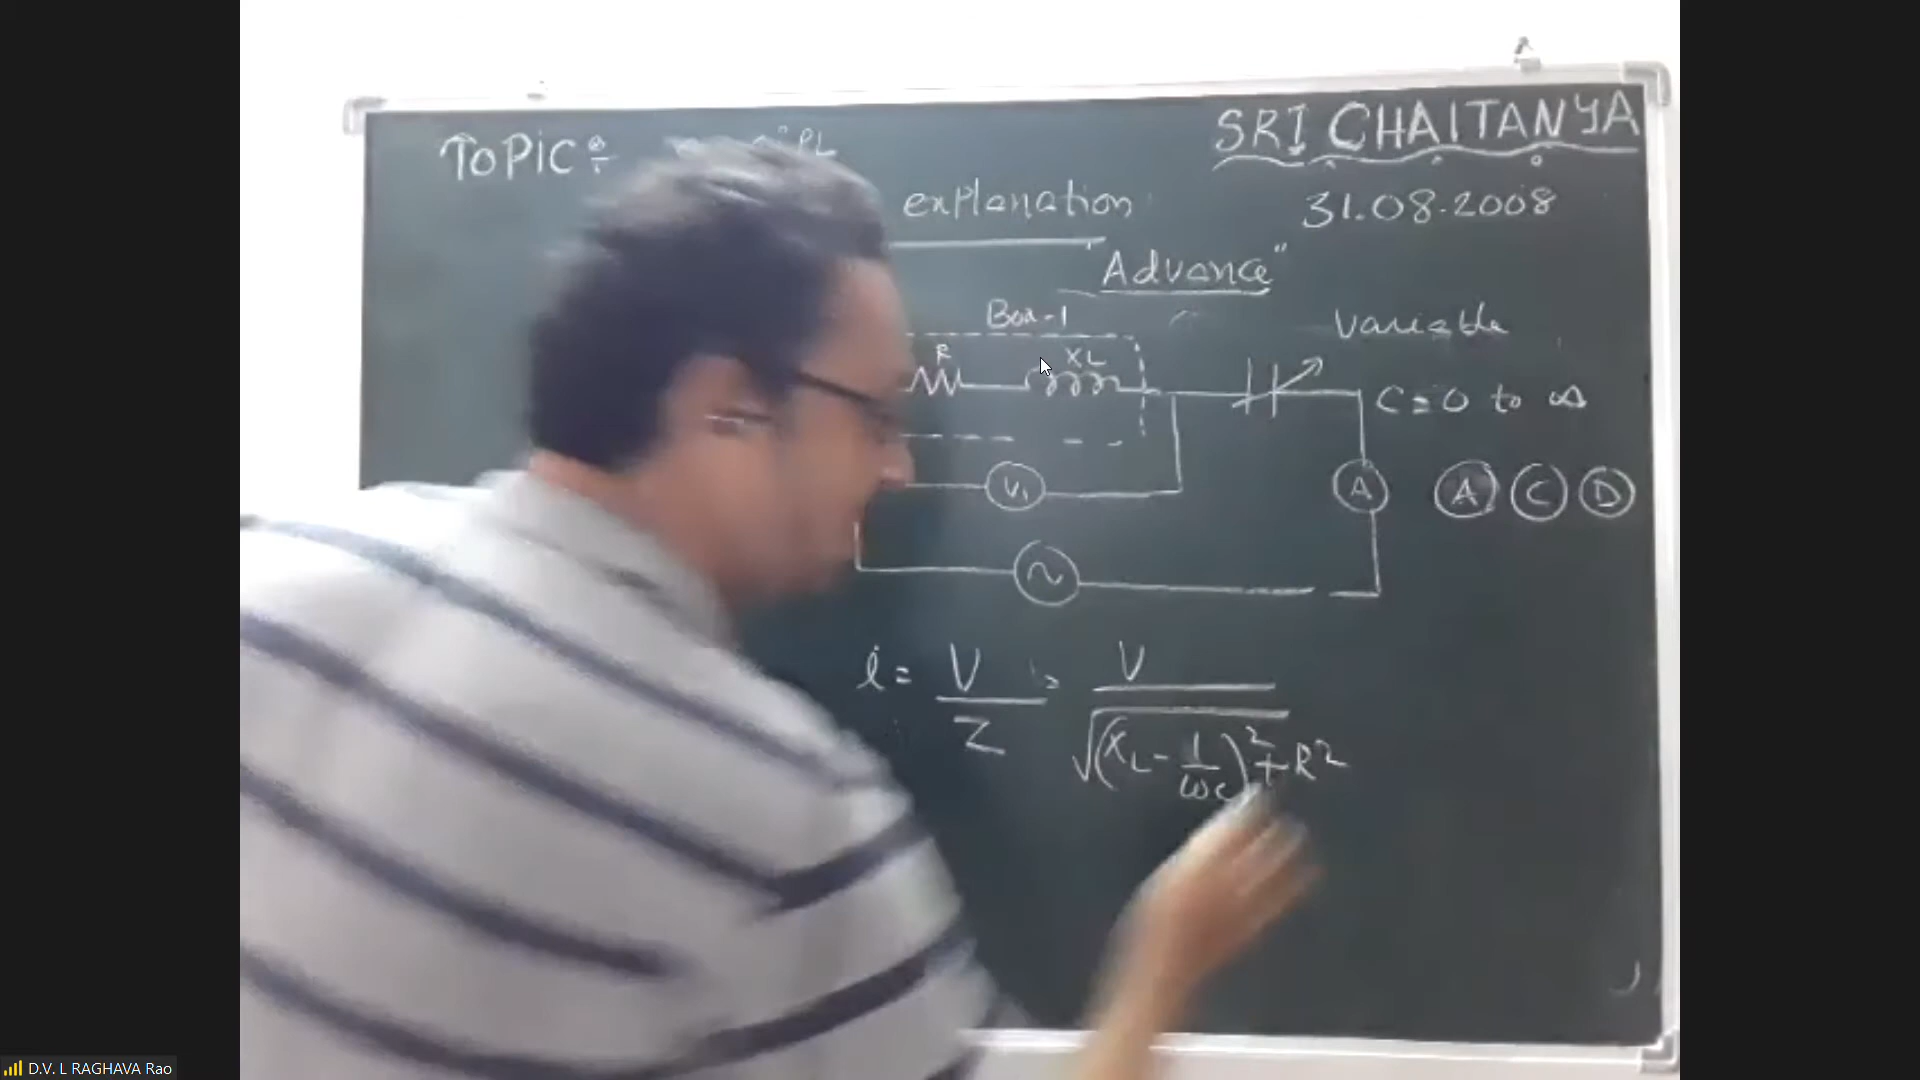 SRI CHAITANYA
TOPIC:
explanation
31.08.2008
"Advance"
Box-1
Variable
R
XL
C = 0 to ∞
V₁
A
A C D
~
i = V/Z = V/√((XL - 1/ωc)² + R²)
D.V. L RAGHAVA Rao